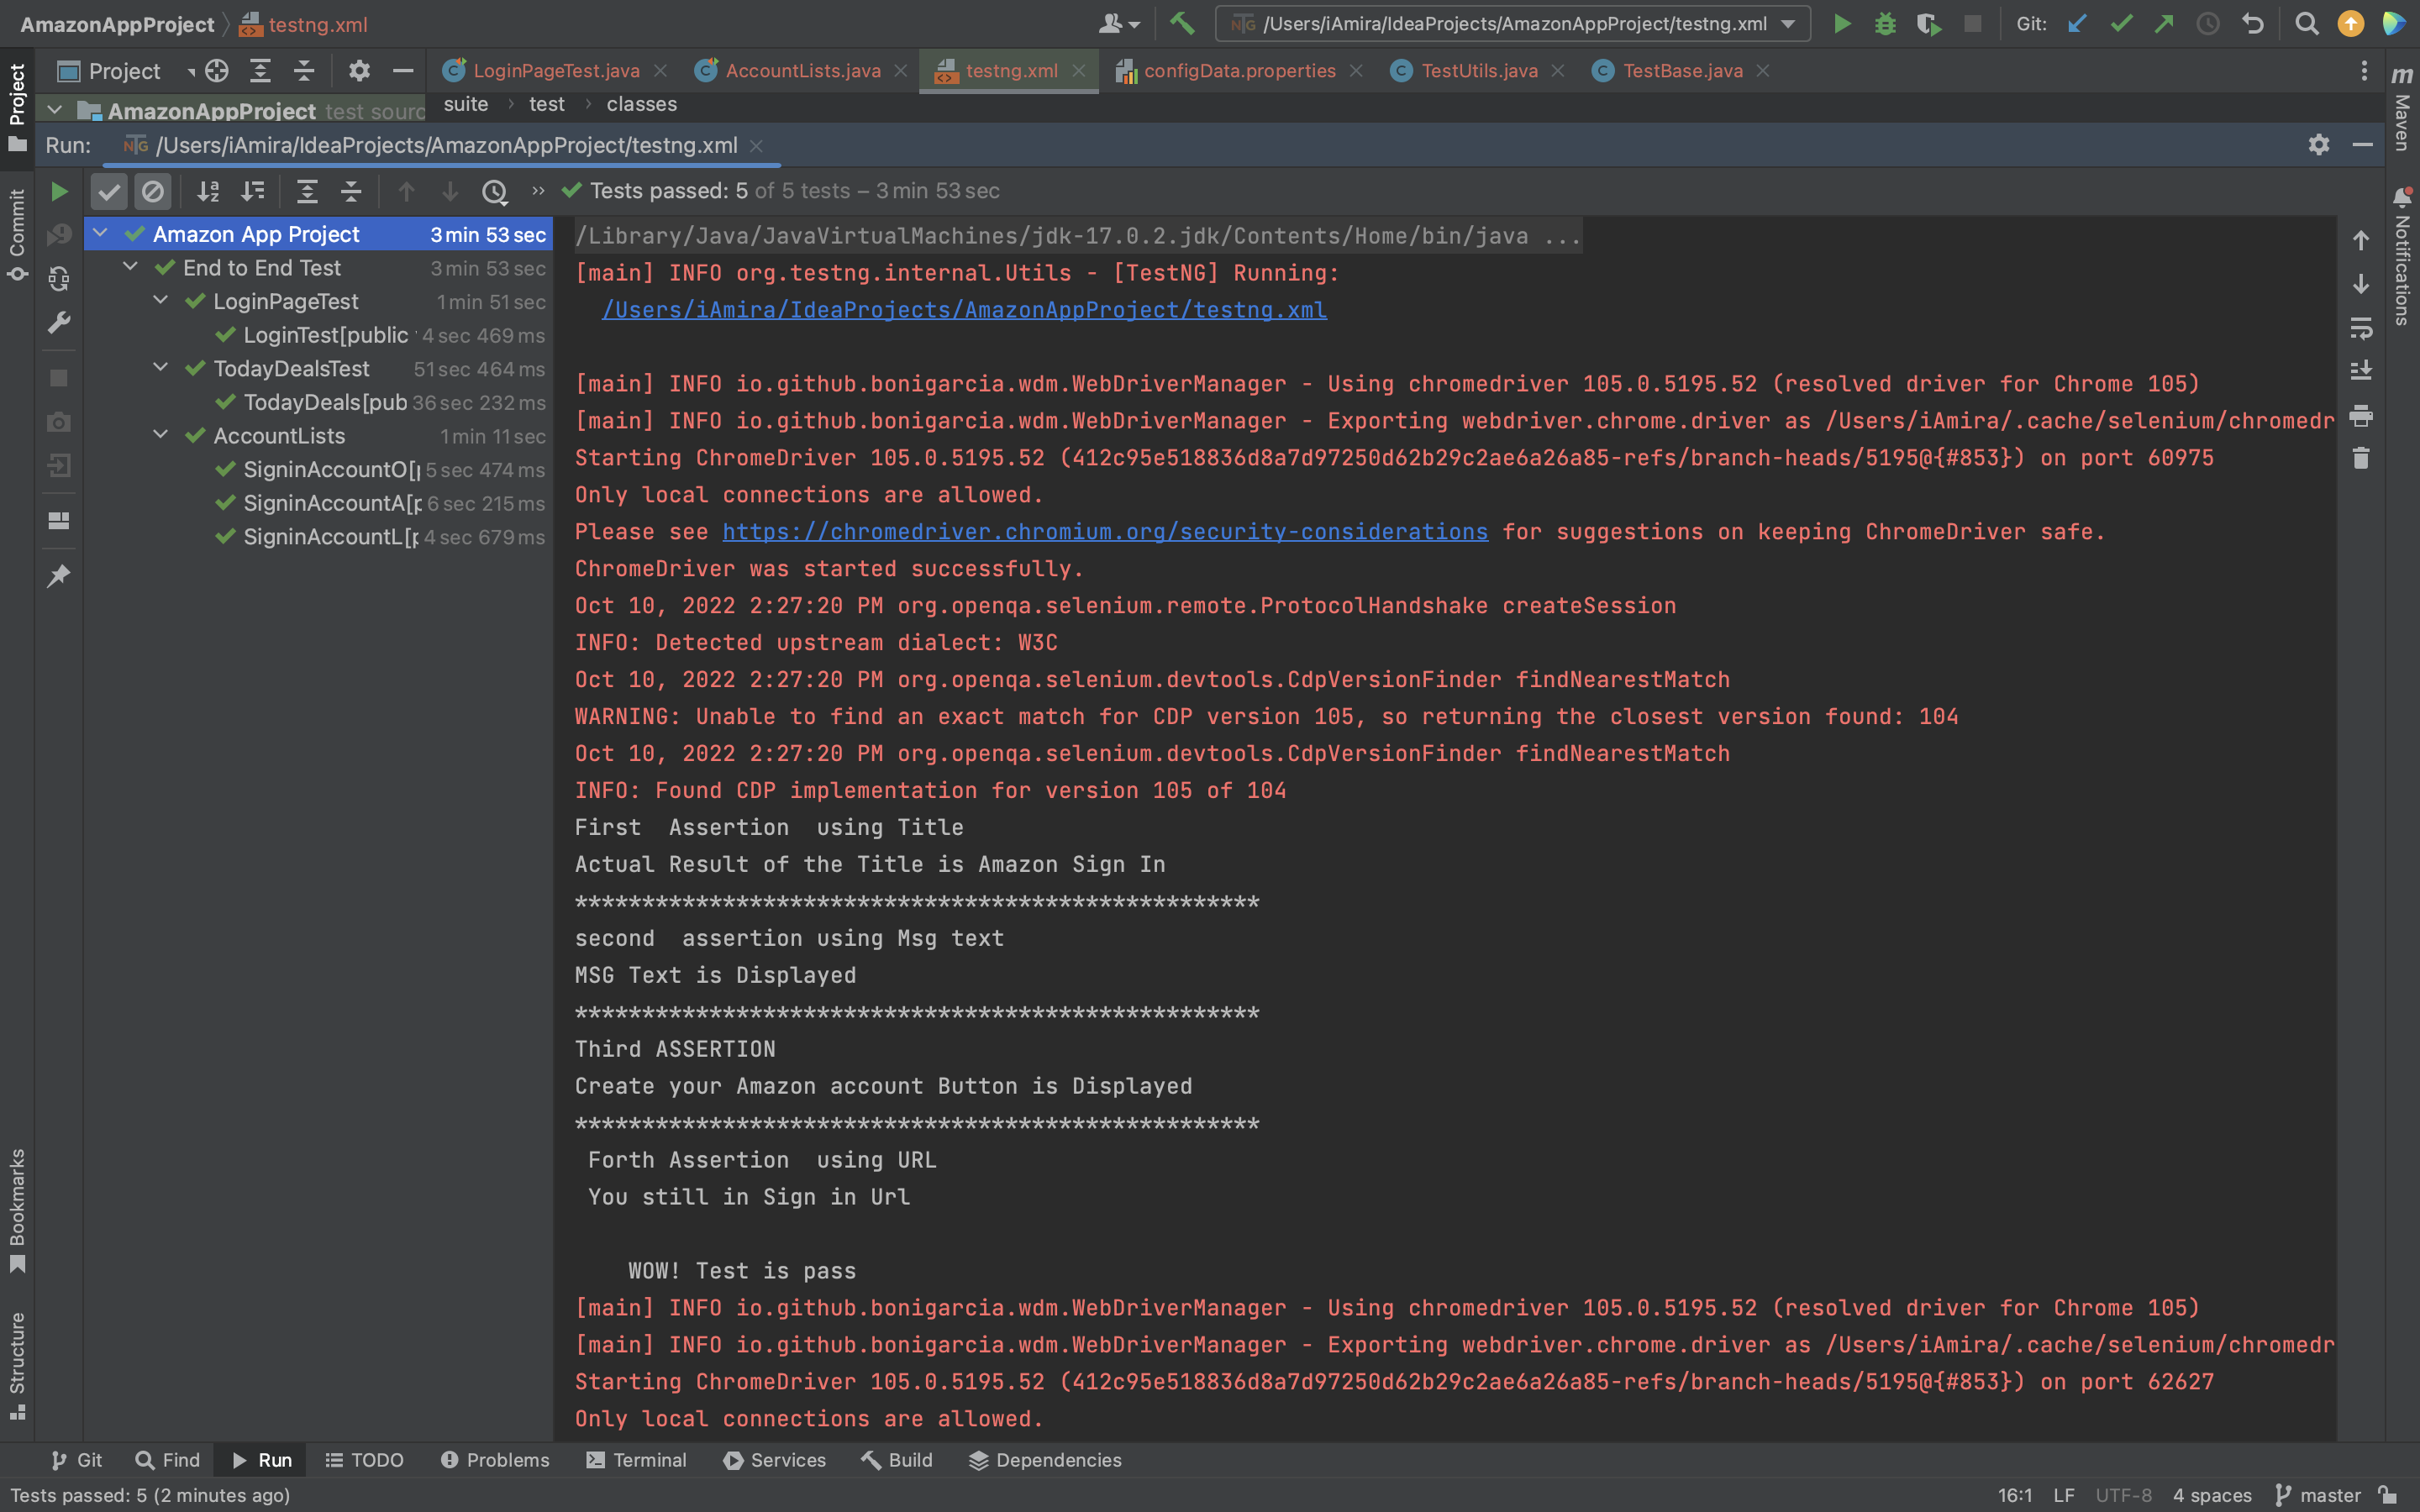 AmazonAppProject testng.xml /Users/iAmira/IdeaProjects/AmazonAppProject/testng.xml Git:
Project LoginPageTest.java AccountLists.java testng.xml configData.properties TestUtils.java TestBase.java
AmazonAppProject test sourc suite test classes
Run: /Users/iAmira/IdeaProjects/AmazonAppProject/testng.xml
Tests passed: 5 of 5 tests – 3 min 53 sec
Amazon App Project 3 min 53 sec
End to End Test 3 min 53 sec
LoginPageTest 1 min 51 sec
LoginTest[public 4 sec 469 ms
TodayDealsTest 51 sec 464 ms
TodayDeals[pub 36 sec 232 ms
AccountLists 1 min 11 sec
SigninAccountO[ 5 sec 474 ms
SigninAccountA[p 6 sec 215 ms
SigninAccountL[p 4 sec 679 ms
/Library/Java/JavaVirtualMachines/jdk-17.0.2.jdk/Contents/Home/bin/java ...
[main] INFO org.testng.internal.Utils - [TestNG] Running:
/Users/iAmira/IdeaProjects/AmazonAppProject/testng.xml
[main] INFO io.github.bonigarcia.wdm.WebDriverManager - Using chromedriver 105.0.5195.52 (resolved driver for Chrome 105)
[main] INFO io.github.bonigarcia.wdm.WebDriverManager - Exporting webdriver.chrome.driver as /Users/iAmira/.cache/selenium/chromedr
Starting ChromeDriver 105.0.5195.52 (412c95e518836d8a7d97250d62b29c2ae6a26a85-refs/branch-heads/5195@{#853}) on port 60975
Only local connections are allowed.
Please see https://chromedriver.chromium.org/security-considerations for suggestions on keeping ChromeDriver safe.
ChromeDriver was started successfully.
Oct 10, 2022 2:27:20 PM org.openqa.selenium.remote.ProtocolHandshake createSession
INFO: Detected upstream dialect: W3C
Oct 10, 2022 2:27:20 PM org.openqa.selenium.devtools.CdpVersionFinder findNearestMatch
WARNING: Unable to find an exact match for CDP version 105, so returning the closest version found: 104
Oct 10, 2022 2:27:20 PM org.openqa.selenium.devtools.CdpVersionFinder findNearestMatch
INFO: Found CDP implementation for version 105 of 104
First  Assertion  using Title
Actual Result of the Title is Amazon Sign In
***************************************************
second  assertion using Msg text
MSG Text is Displayed
***************************************************
Third ASSERTION
Create your Amazon account Button is Displayed
***************************************************
Forth Assertion  using URL
You still in Sign in Url
WOW! Test is pass
[main] INFO io.github.bonigarcia.wdm.WebDriverManager - Using chromedriver 105.0.5195.52 (resolved driver for Chrome 105)
[main] INFO io.github.bonigarcia.wdm.WebDriverManager - Exporting webdriver.chrome.driver as /Users/iAmira/.cache/selenium/chromedr
Starting ChromeDriver 105.0.5195.52 (412c95e518836d8a7d97250d62b29c2ae6a26a85-refs/branch-heads/5195@{#853}) on port 62627
Only local connections are allowed.
Project
Commit
Bookmarks
Structure
Maven
Notifications
Git Find Run TODO Problems Terminal Services Build Dependencies
Tests passed: 5 (2 minutes ago) 16:1 LF UTF-8 4 spaces master